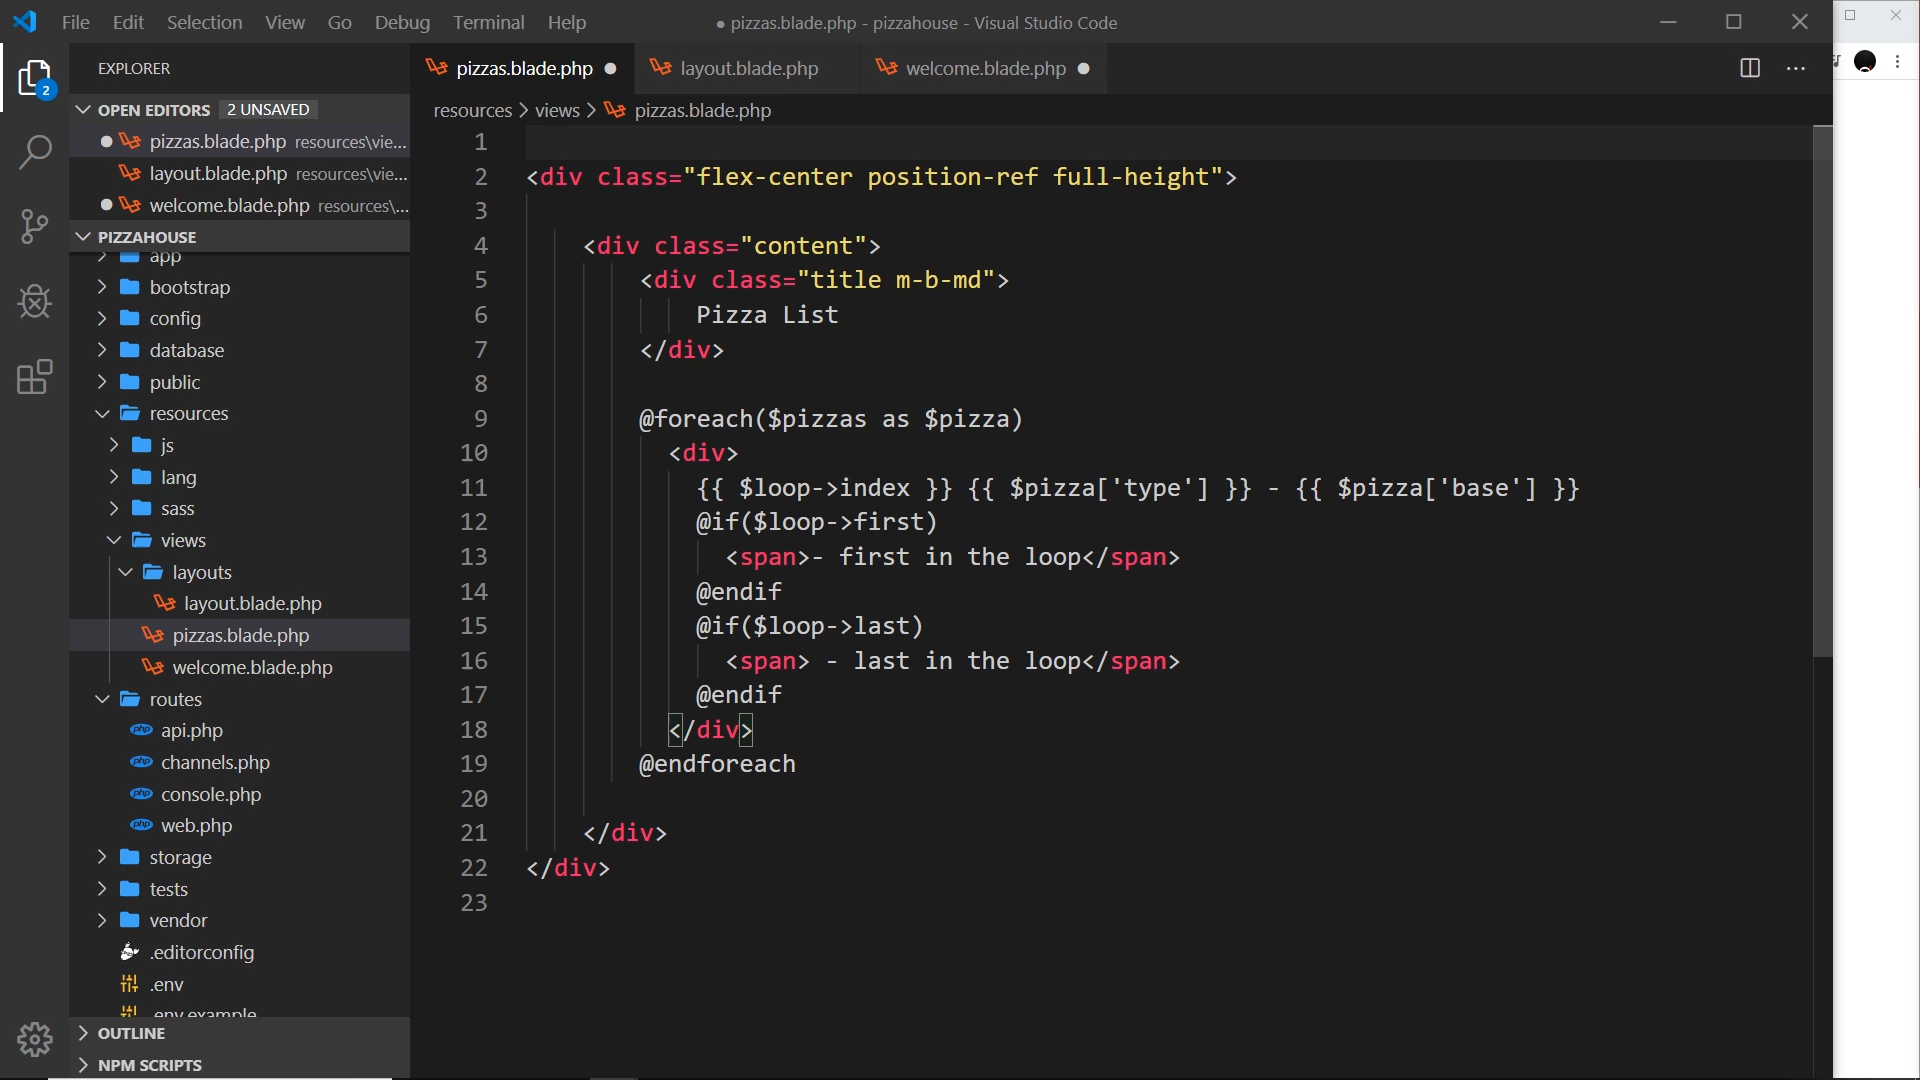 File Edit Selection View Go Debug Terminal Help
● pizzas.blade.php - pizzahouse - Visual Studio Code
EXPLORER
OPEN EDITORS 2 UNSAVED
pizzas.blade.php resources\vie...
layout.blade.php resources\vie...
welcome.blade.php resources\...
PIZZAHOUSE
app
bootstrap
config
database
public
resources
js
lang
sass
views
layouts
layout.blade.php
pizzas.blade.php
welcome.blade.php
routes
php api.php
php channels.php
php console.php
php web.php
storage
tests
vendor
.editorconfig
.env
.env.example
OUTLINE
NPM SCRIPTS
2
pizzas.blade.php ● layout.blade.php welcome.blade.php ●
resources > views > pizzas.blade.php
1
2 <div class="flex-center position-ref full-height">
3
4 <div class="content">
5 <div class="title m-b-md">
6 Pizza List
7 </div>
8
9 @foreach($pizzas as $pizza)
10 <div>
11 {{ $loop->index }} {{ $pizza['type'] }} - {{ $pizza['base'] }}
12 @if($loop->first)
13 <span>- first in the loop</span>
14 @endif
15 @if($loop->last)
16 <span> - last in the loop</span>
17 @endif
18 </div>
19 @endforeach
20
21 </div>
22 </div>
23